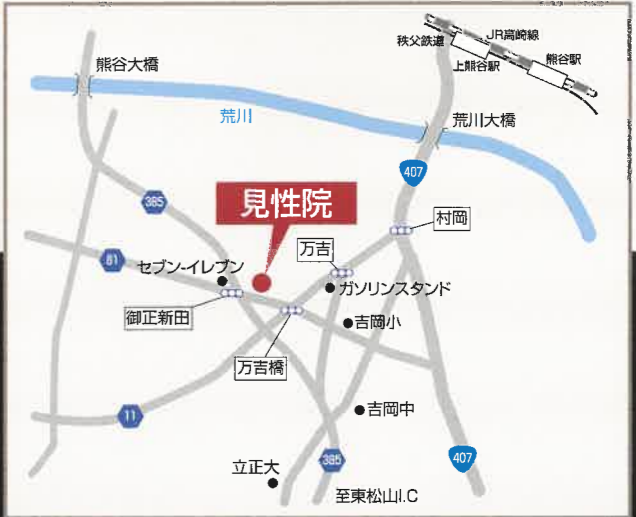 秩父鉄道
JR高崎線
上熊谷駅
熊谷駅
熊谷大橋
荒川
荒川大橋
407
385
見性院
村岡
81
セブン-イレブン
万吉
ガソリンスタンド
御正新田
吉岡小
万吉橋
11
吉岡中
立正大
385
407
至東松山I.C